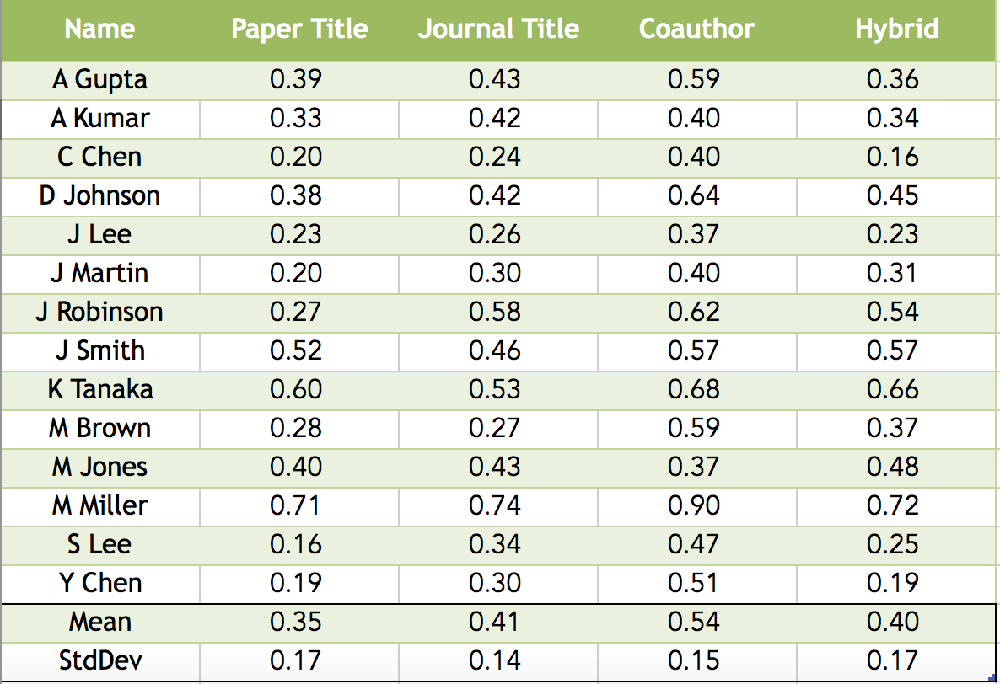 Name Paper Title Journal Title Coauthor Hybrid
A Gupta 0.39 0.43 0.59 0.36
A Kumar 0.33 0.42 0.40 0.34
C Chen 0.20 0.24 0.40 0.16
D Johnson 0.38 0.42 0.64 0.45
J Lee 0.23 0.26 0.37 0.23
J Martin 0.20 0.30 0.40 0.31
J Robinson 0.27 0.58 0.62 0.54
J Smith 0.52 0.46 0.57 0.57
K Tanaka 0.60 0.53 0.68 0.66
M Brown 0.28 0.27 0.59 0.37
M Jones 0.40 0.43 0.37 0.48
M Miller 0.71 0.74 0.90 0.72
S Lee 0.16 0.34 0.47 0.25
Y Chen 0.19 0.30 0.51 0.19
Mean 0.35 0.41 0.54 0.40
StdDev 0.17 0.14 0.15 0.17